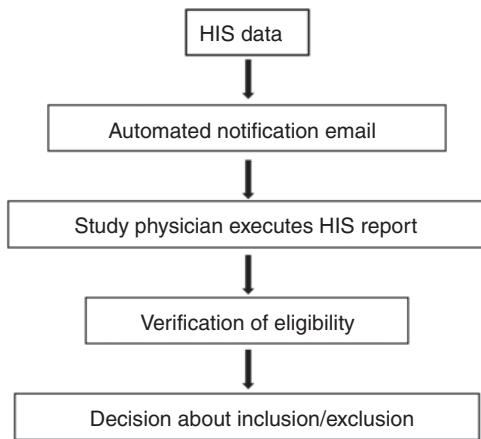 HIS data
Automated notification email
Study physician executes HIS report
Verification of eligibility
Decision about inclusion/exclusion